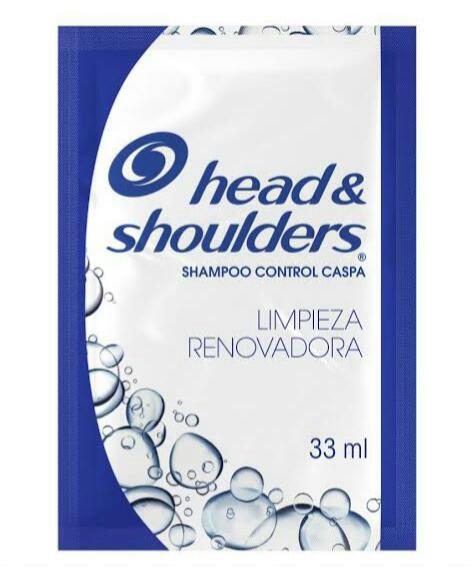 head &
shoulders®
SHAMPOO CONTROL CASPA
LIMPIEZA
RENOVADORA
33 ml